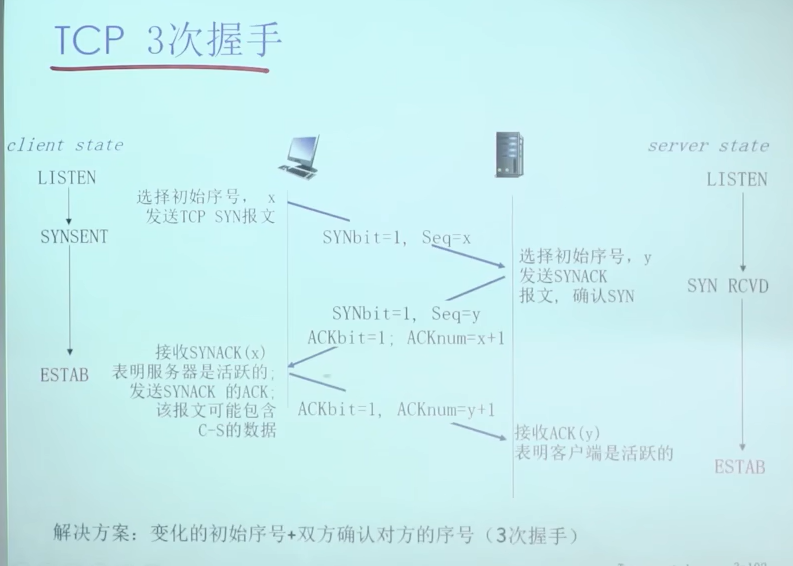 TCP 3次握手
client state
server state
LISTEN
LISTEN
选择初始序号， x
发送TCP SYN报文
SYNSENT
SYNbit=1, Seq=x
选择初始序号，y
发送SYNACK
报文, 确认SYN
SYN RCVD
SYNbit=1, Seq=y
ACKbit=1; ACKnum=x+1
接收SYNACK(x)
表明服务器是活跃的;
发送SYNACK 的ACK;
该报文可能包含
C-S的数据
ESTAB
ACKbit=1, ACKnum=y+1
接收ACK(y)
表明客户端是活跃的
ESTAB
解决方案: 变化的初始序号+双方确认对方的序号（3次握手）